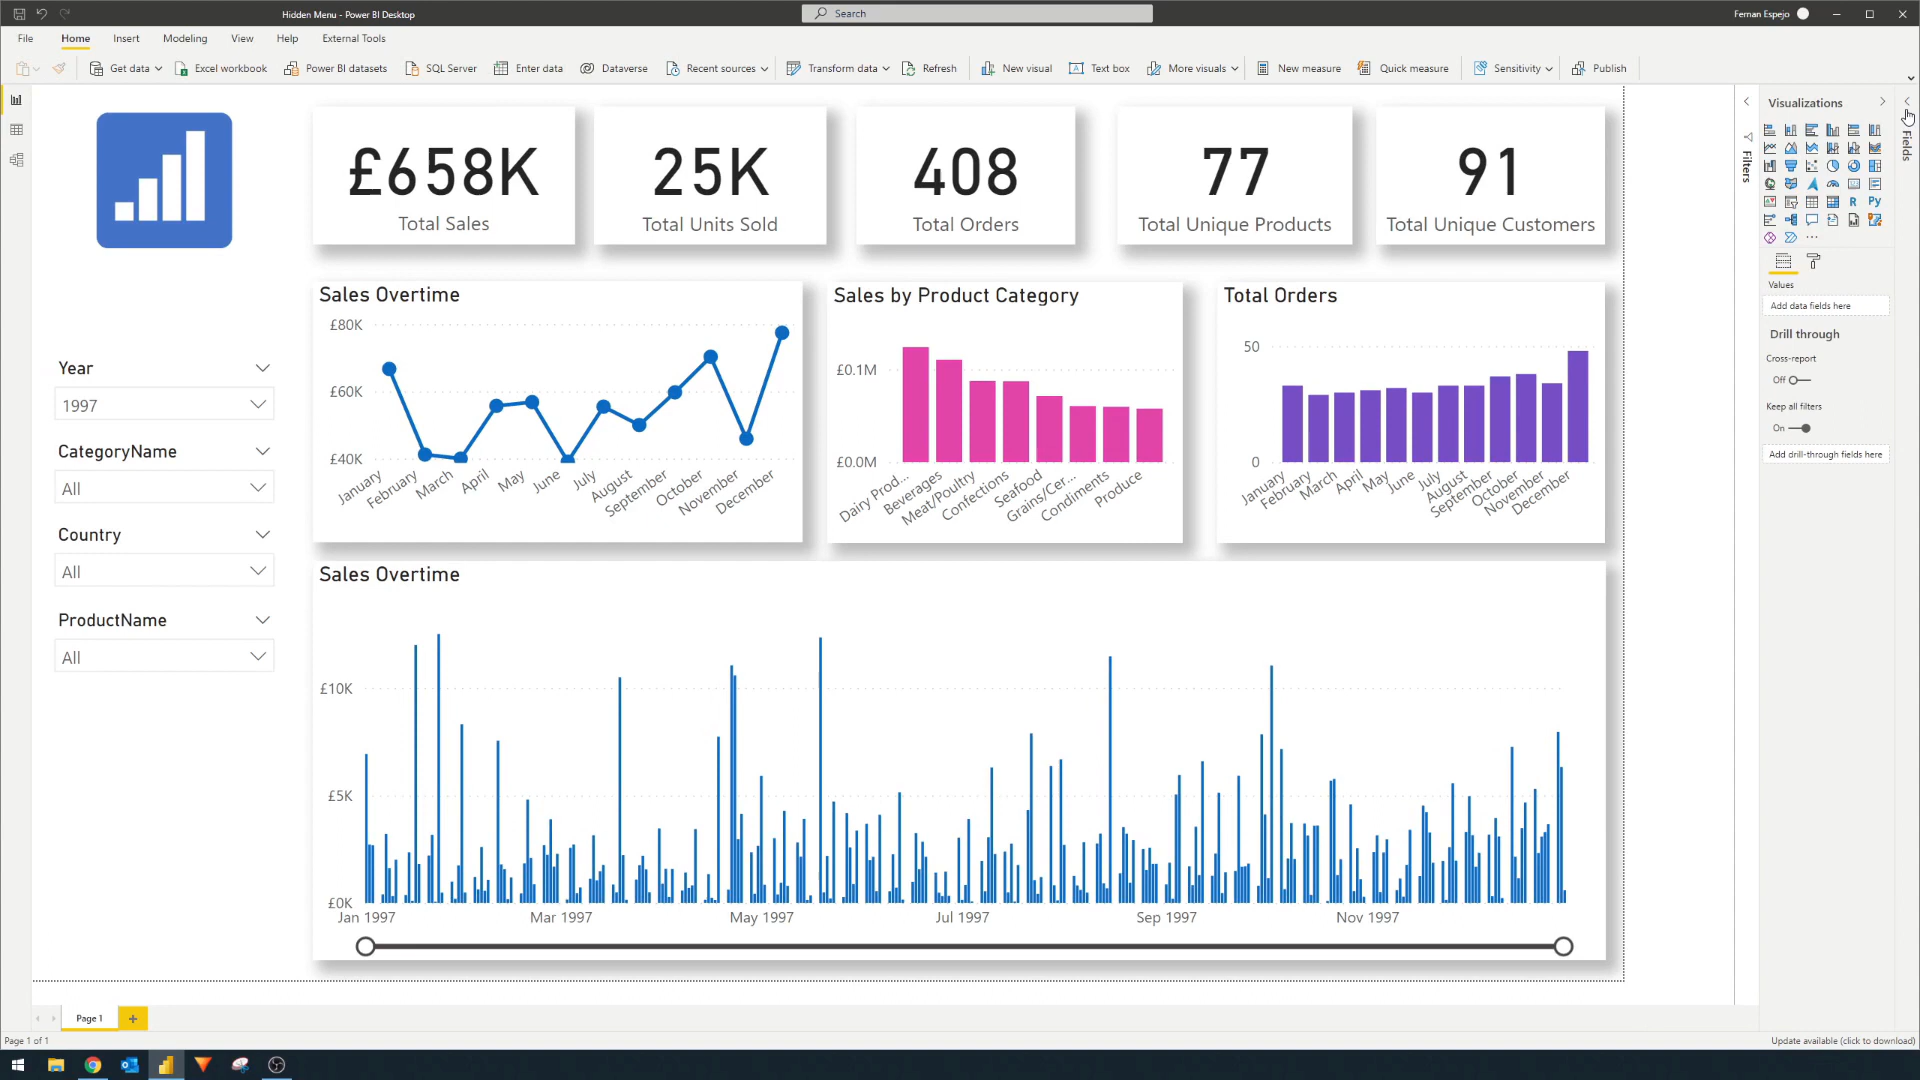 Hidden Menu - Power BI Desktop
Search
Fernan Espejo
File Home Insert Modeling View Help External Tools
Get data Excel workbook Power BI datasets SQL Server Enter data Dataverse Recent sources Transform data Refresh New visual Text box More visuals New measure Quick measure Sensitivity Publish
£658K
Total Sales
25K
Total Units Sold
408
Total Orders
77
Total Unique Products
91
Total Unique Customers
Year
1997
CategoryName
All
Country
All
ProductName
All
Sales Overtime
£80K
£60K
£40K
January
February
March
April
May
June
July
August
September
October
November
December
Sales by Product Category
£0.1M
£0.0M
Dairy Prod...
Beverages
Meat/Poultry
Confections
Seafood
Grains/Cer...
Condiments
Produce
Total Orders
50
0
January
February
March
April
May
June
July
August
September
October
November
December
Sales Overtime
£10K
£5K
£0K
Jan 1997
Mar 1997
May 1997
Jul 1997
Sep 1997
Nov 1997
Filters
Visualizations
R
Py
Values
Add data fields here
Drill through
Cross-report
Off
Keep all filters
On
Add drill-through fields here
Fields
Page 1
Page 1 of 1
Update available (click to download)